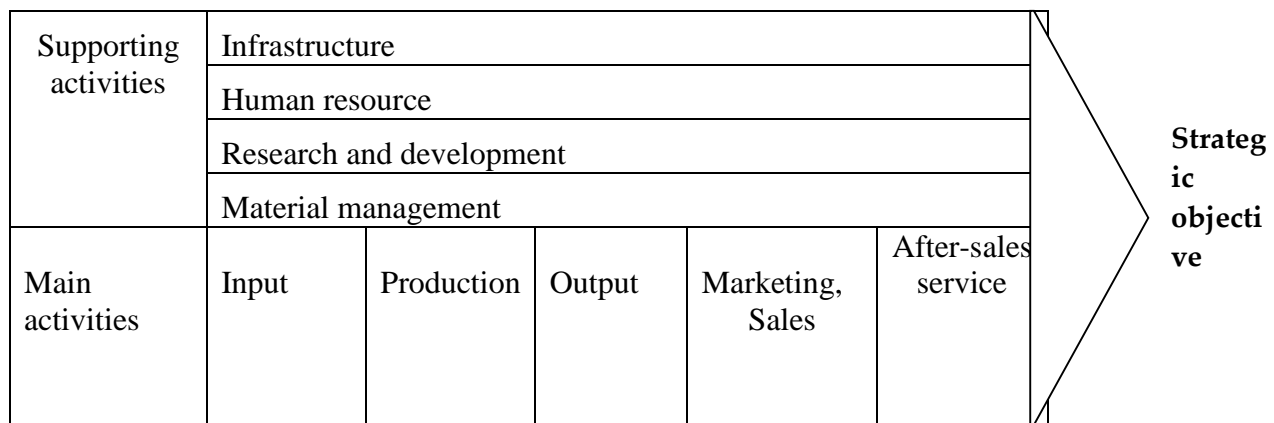 Supporting
activities
Infrastructure
Human resource
Research and development
Material management
Main
activities
Input
Production
Output
Marketing,
Sales
After-sales
service
Strateg
ic
objecti
ve